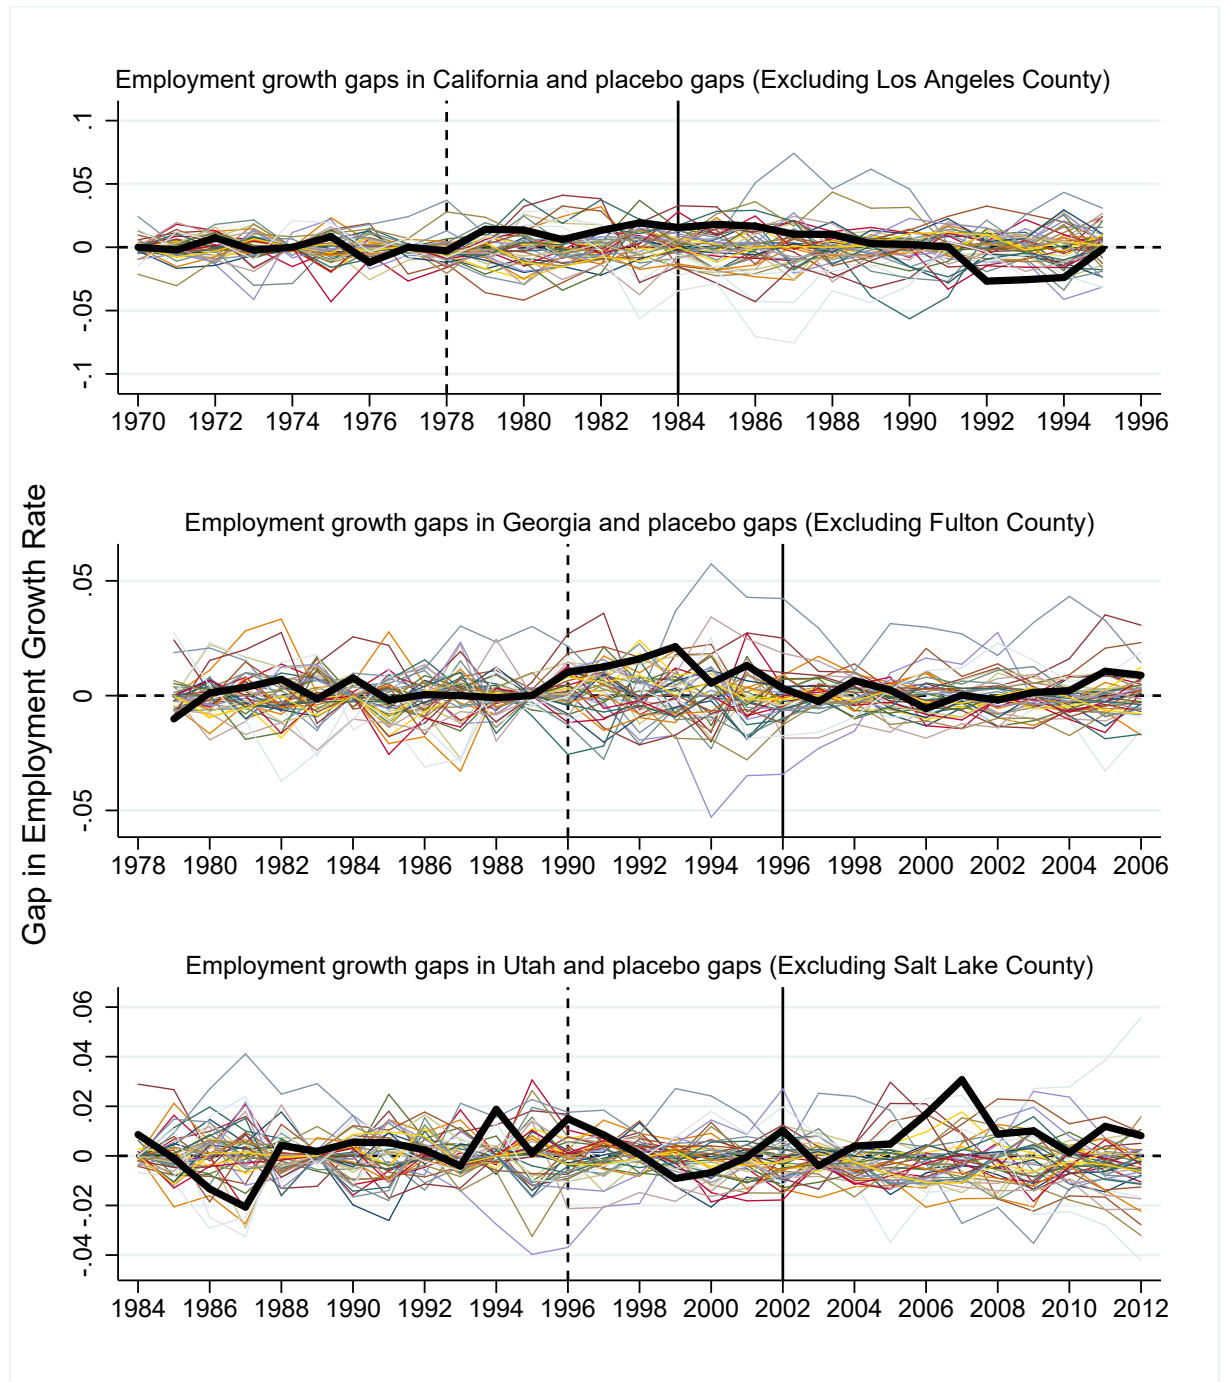 Employment growth gaps in California and placebo gaps (Excluding Los Angeles County)
.1
.05
0
-.05
-.1
1970 1972 1974 1976 1978 1980 1982 1984 1986 1988 1990 1992 1994 1996
Gap in Employment Growth Rate
Employment growth gaps in Georgia and placebo gaps (Excluding Fulton County)
.05
0
-.05
1978 1980 1982 1984 1986 1988 1990 1992 1994 1996 1998 2000 2002 2004 2006
Employment growth gaps in Utah and placebo gaps (Excluding Salt Lake County)
.06
.04
.02
0
-.02
-.04
1984 1986 1988 1990 1992 1994 1996 1998 2000 2002 2004 2006 2008 2010 2012